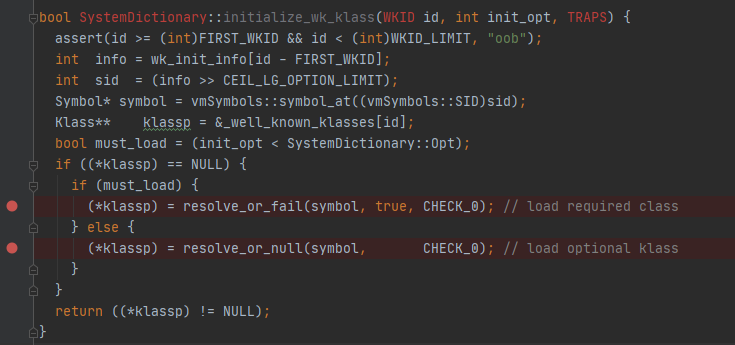 bool SystemDictionary::initialize_wk_klass(WKID id, int init_opt, TRAPS) {
  assert(id >= (int)FIRST_WKID && id < (int)WKID_LIMIT, "oob");
  int  info = wk_init_info[id - FIRST_WKID];
  int  sid  = (info >> CEIL_LG_OPTION_LIMIT);
  Symbol* symbol = vmSymbols::symbol_at((vmSymbols::SID)sid);
  Klass**    klassp = &_well_known_klasses[id];
  bool must_load = (init_opt < SystemDictionary::Opt);
  if ((*klassp) == NULL) {
    if (must_load) {
      (*klassp) = resolve_or_fail(symbol, true, CHECK_0); // load required class
    } else {
      (*klassp) = resolve_or_null(symbol,       CHECK_0); // load optional klass
    }
  }
  return ((*klassp) != NULL);
}